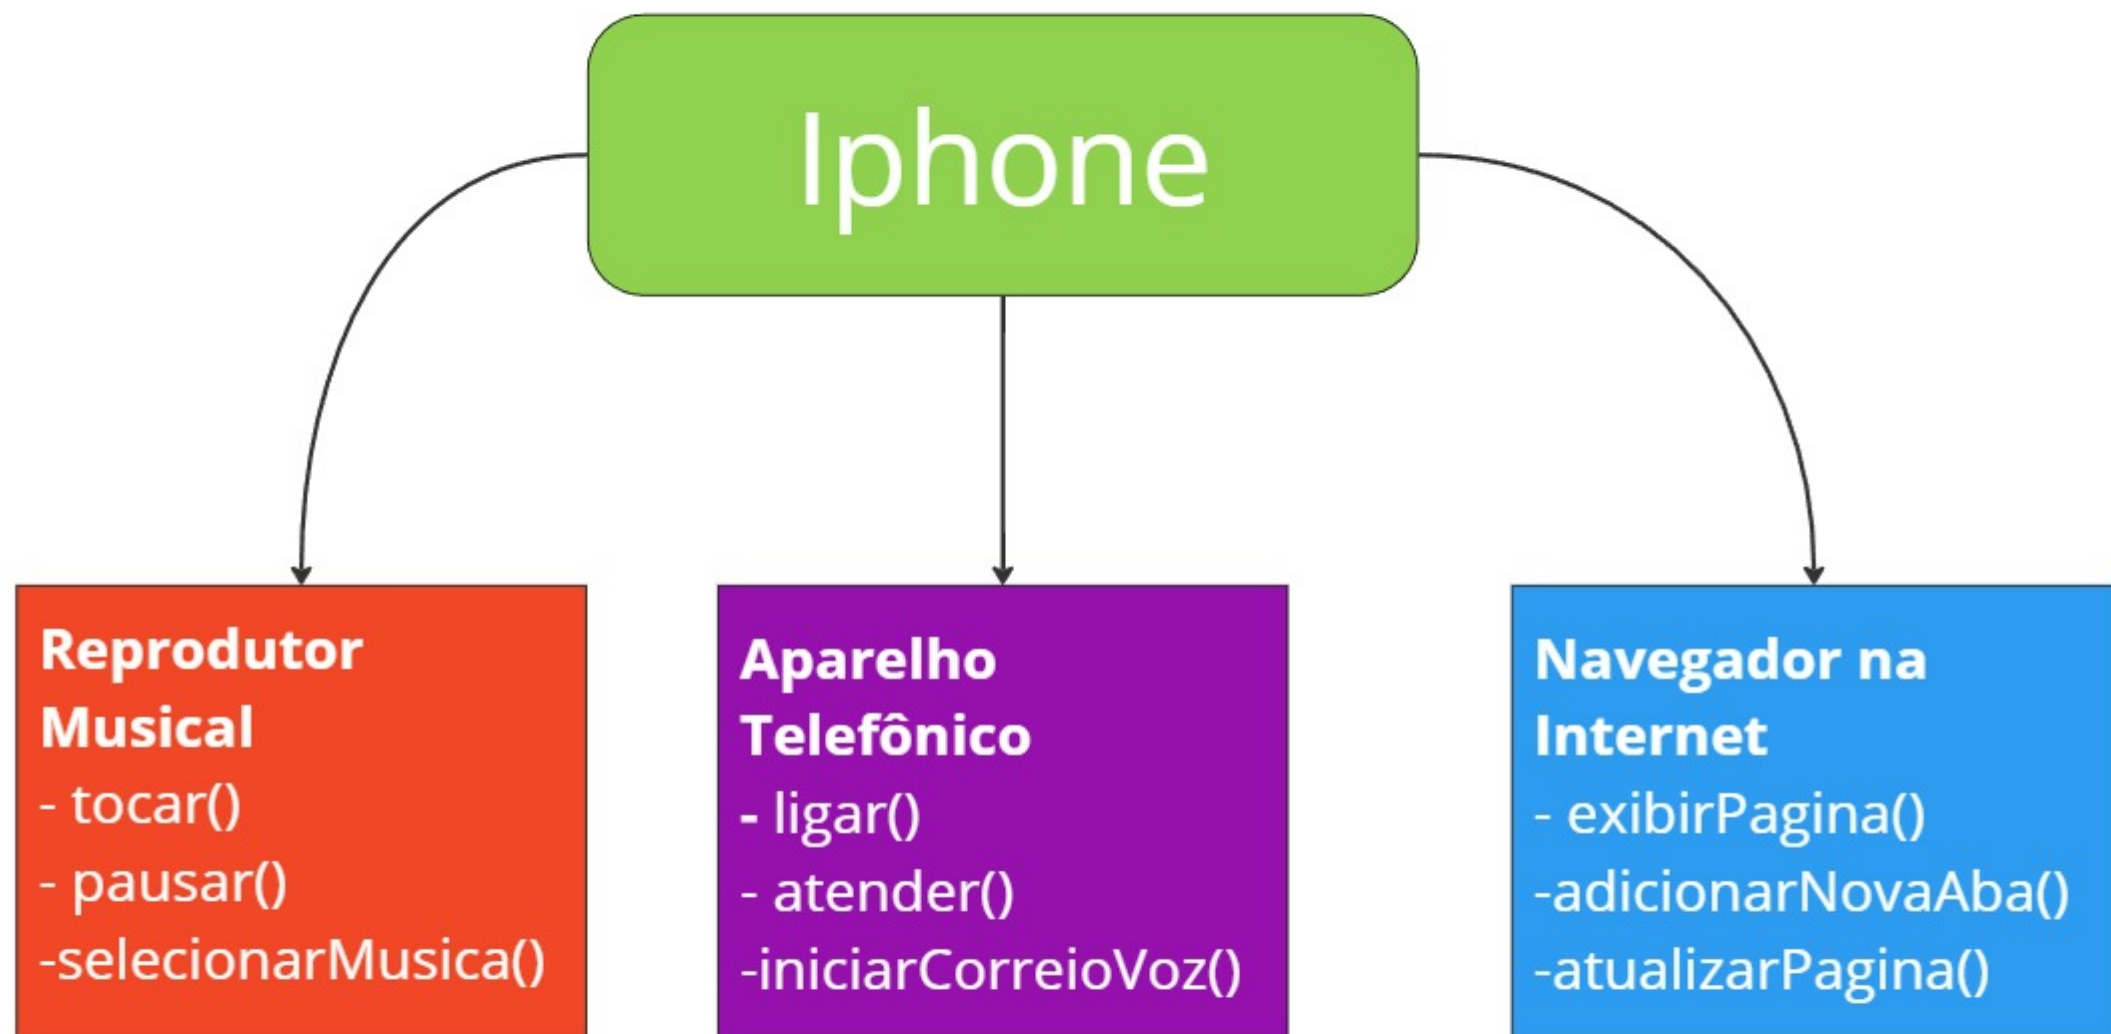 Iphone
Reprodutor
Musical
- tocar()
- pausar()
-selecionarMusica()
Aparelho
Telefônico
- ligar()
- atender()
-iniciarCorreioVoz()
Navegador na
Internet
- exibirPagina()
-adicionarNovaAba()
-atualizarPagina()